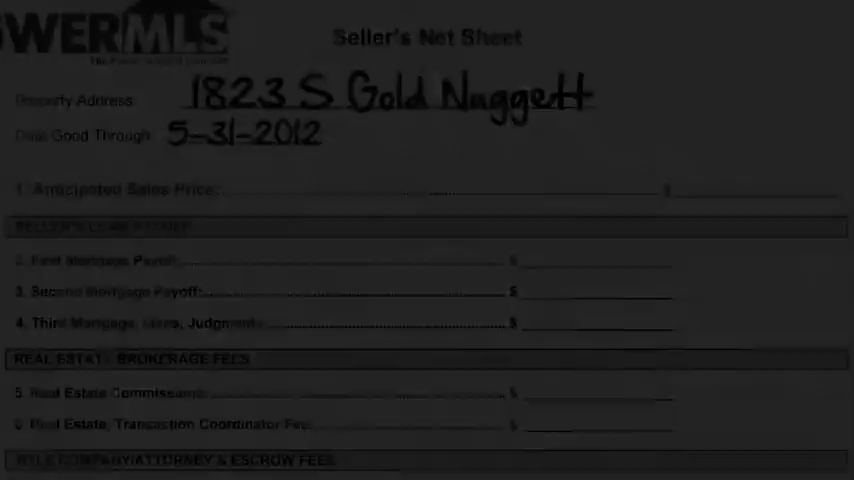 WERMLS
Seller's Net Sheet
Property Address: 1823 S Gold Nuggett
Date Good Through: 5-31-2012
1. Anticipated Sales Price: $
2. First Mortgage Payoff: $
3. Second Mortgage Payoff: $
4. Third Mortgage, Liens, Judgments: $
REAL ESTATE BROKERAGE FEES
5. Real Estate Commissions: $
6. Real Estate, Transaction Coordinator Fee: $
TITLE COMPANY/ATTORNEY & ESCROW FEES